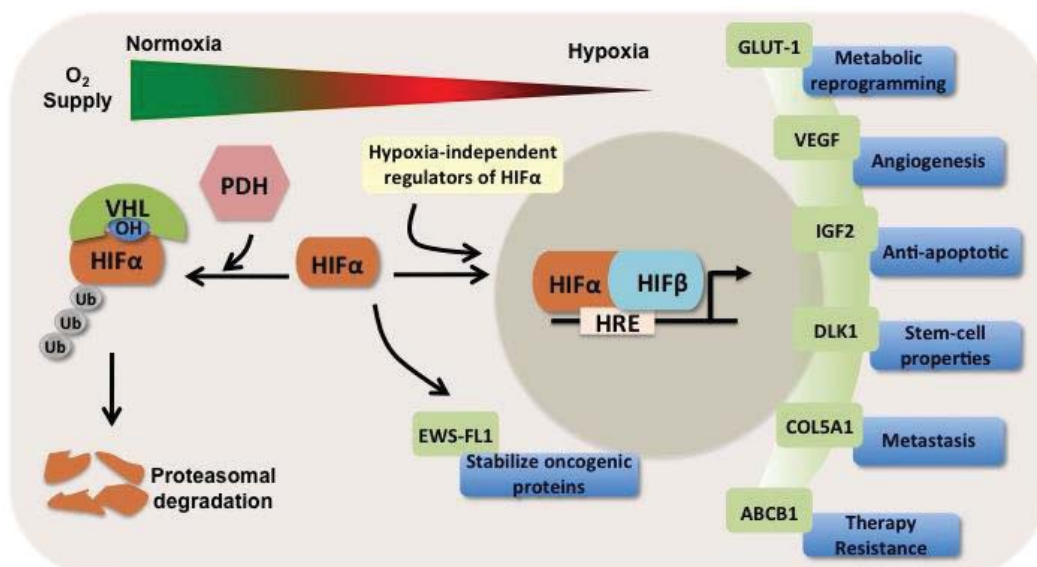 Normoxia
Hypoxia
O2
Supply
PDH
Hypoxia-independent
regulators of HIFα
VHL
OH
HIFα
Ub
Ub
Ub
HIFα
HIFα
HIFβ
HRE
EWS-FL1
Stabilize oncogenic
proteins
Proteasomal
degradation
GLUT-1
Metabolic
reprogramming
VEGF
Angiogenesis
IGF2
Anti-apoptotic
DLK1
Stem-cell
properties
COL5A1
Metastasis
ABCB1
Therapy
Resistance